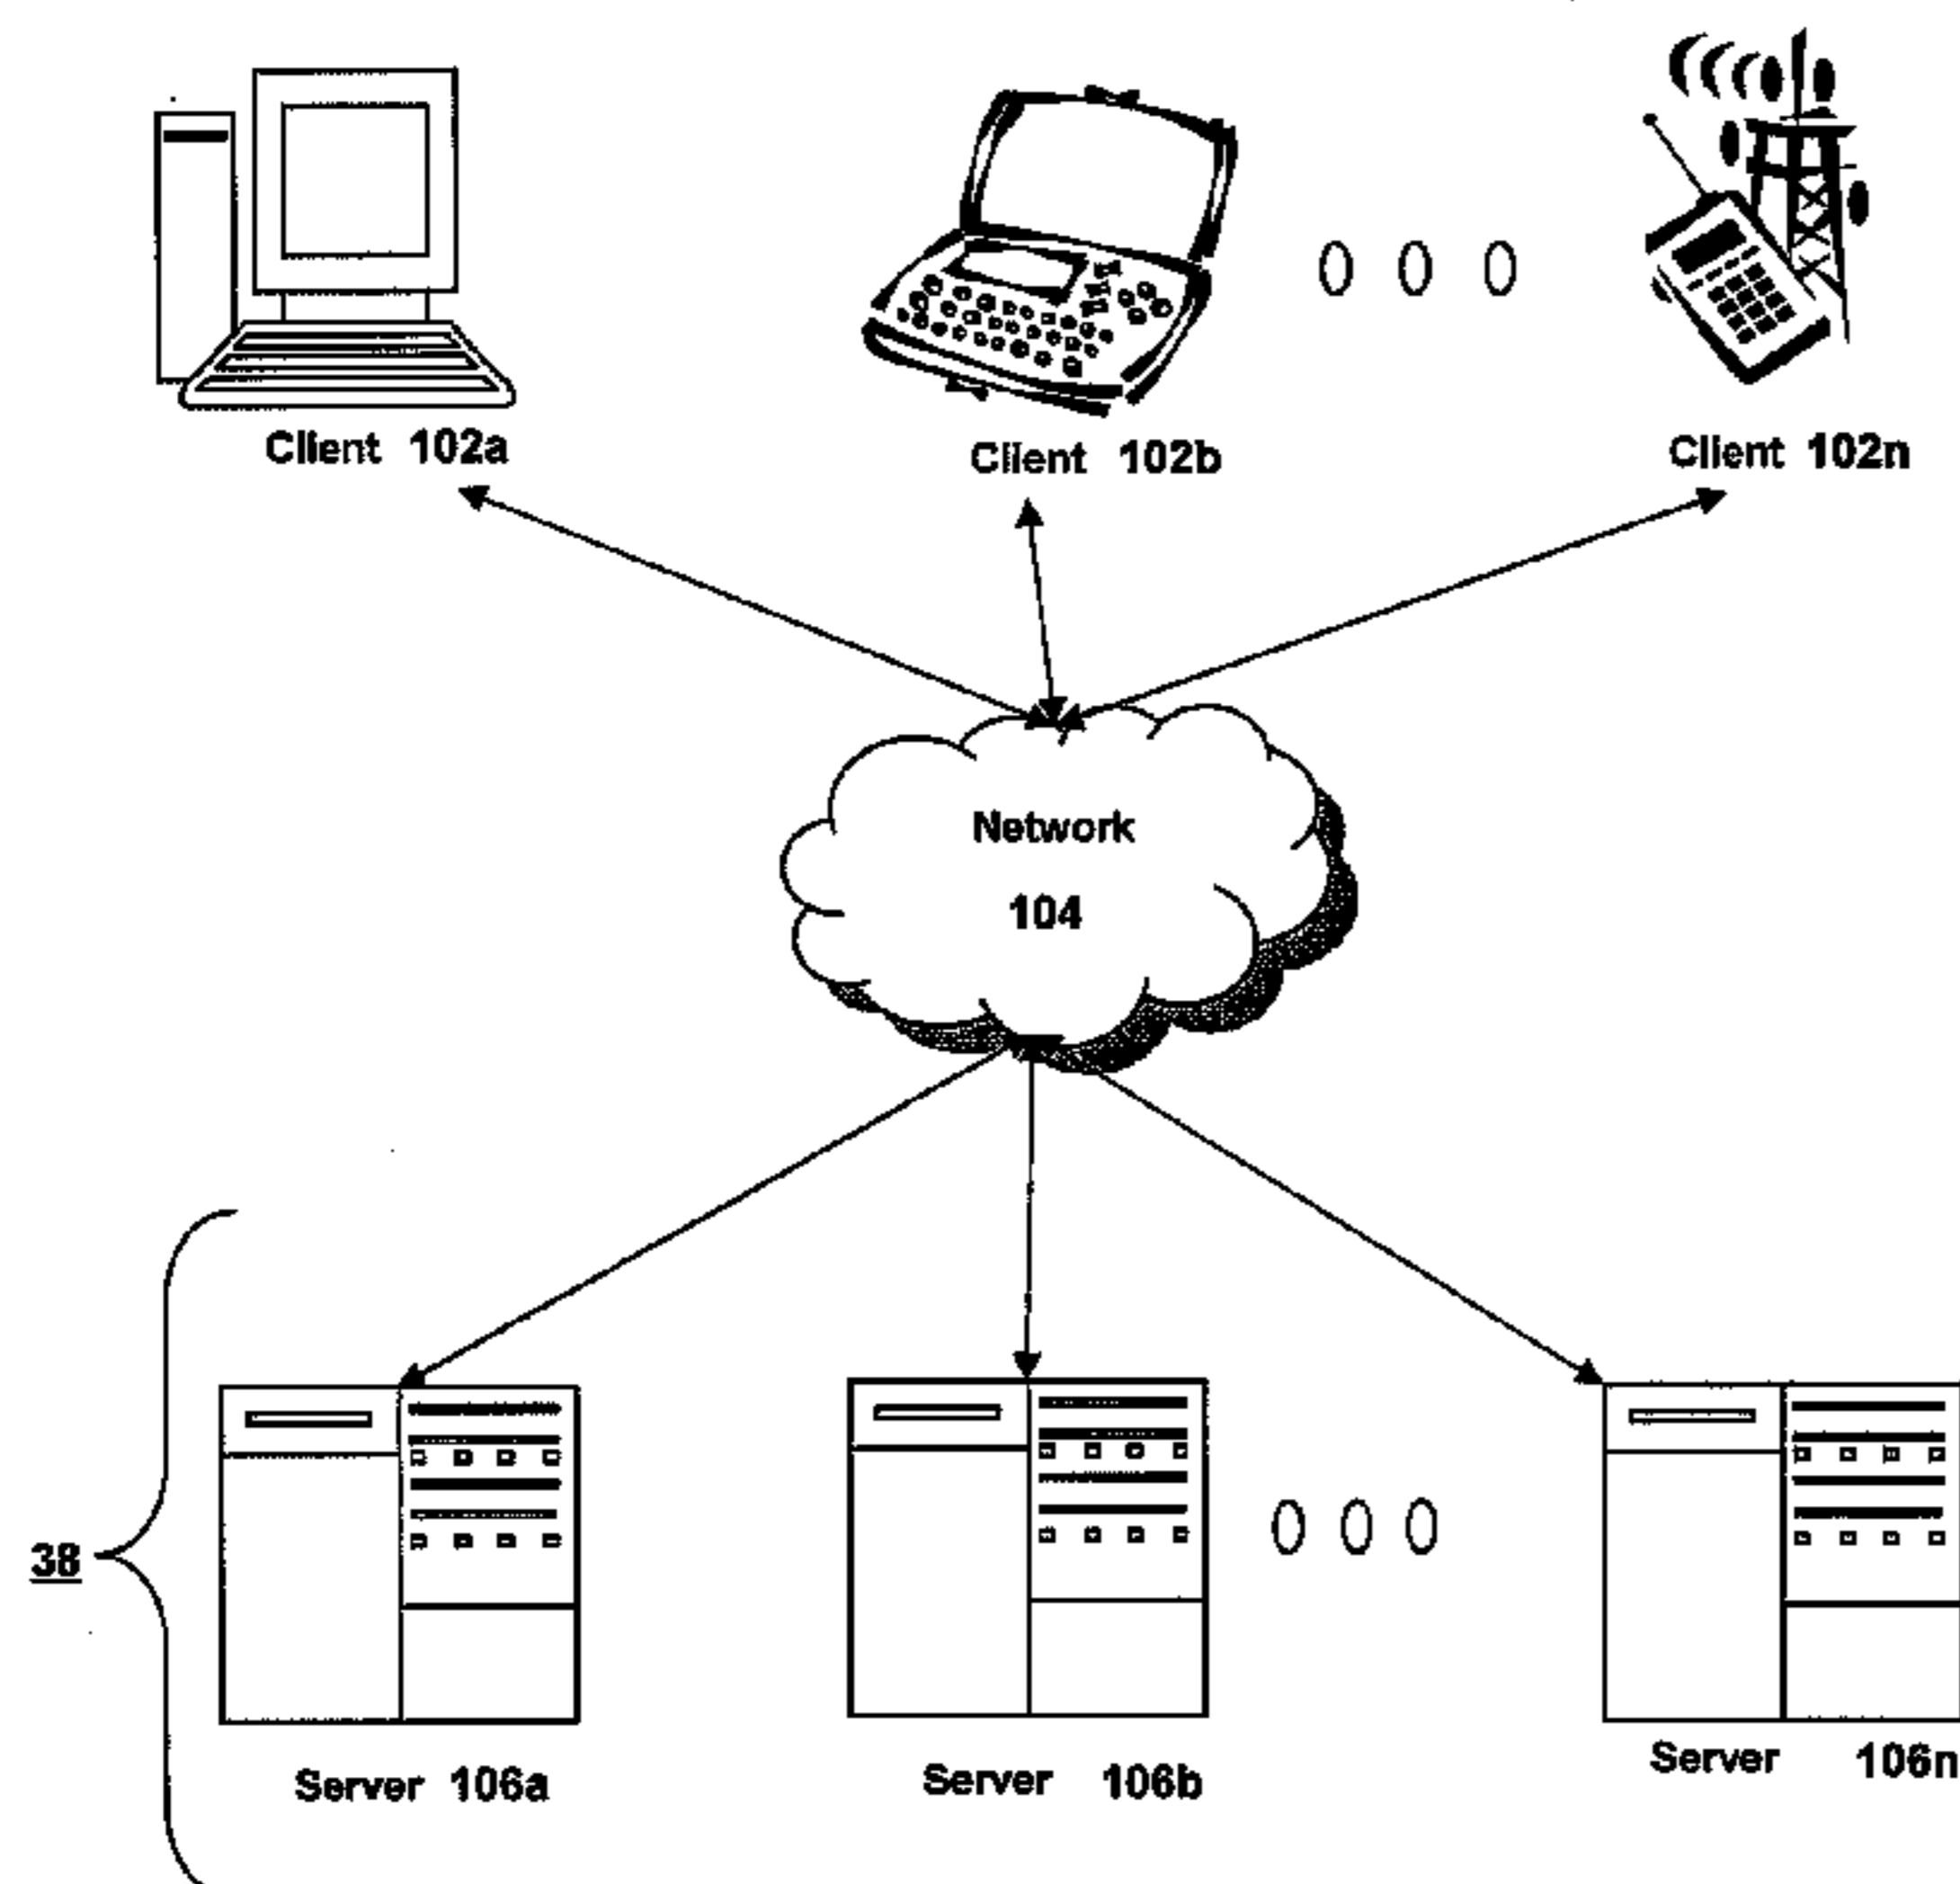 Client 102a
Client 102b
Client 102n
Network
104
38
Server 106a
Server 106b
Server 106n